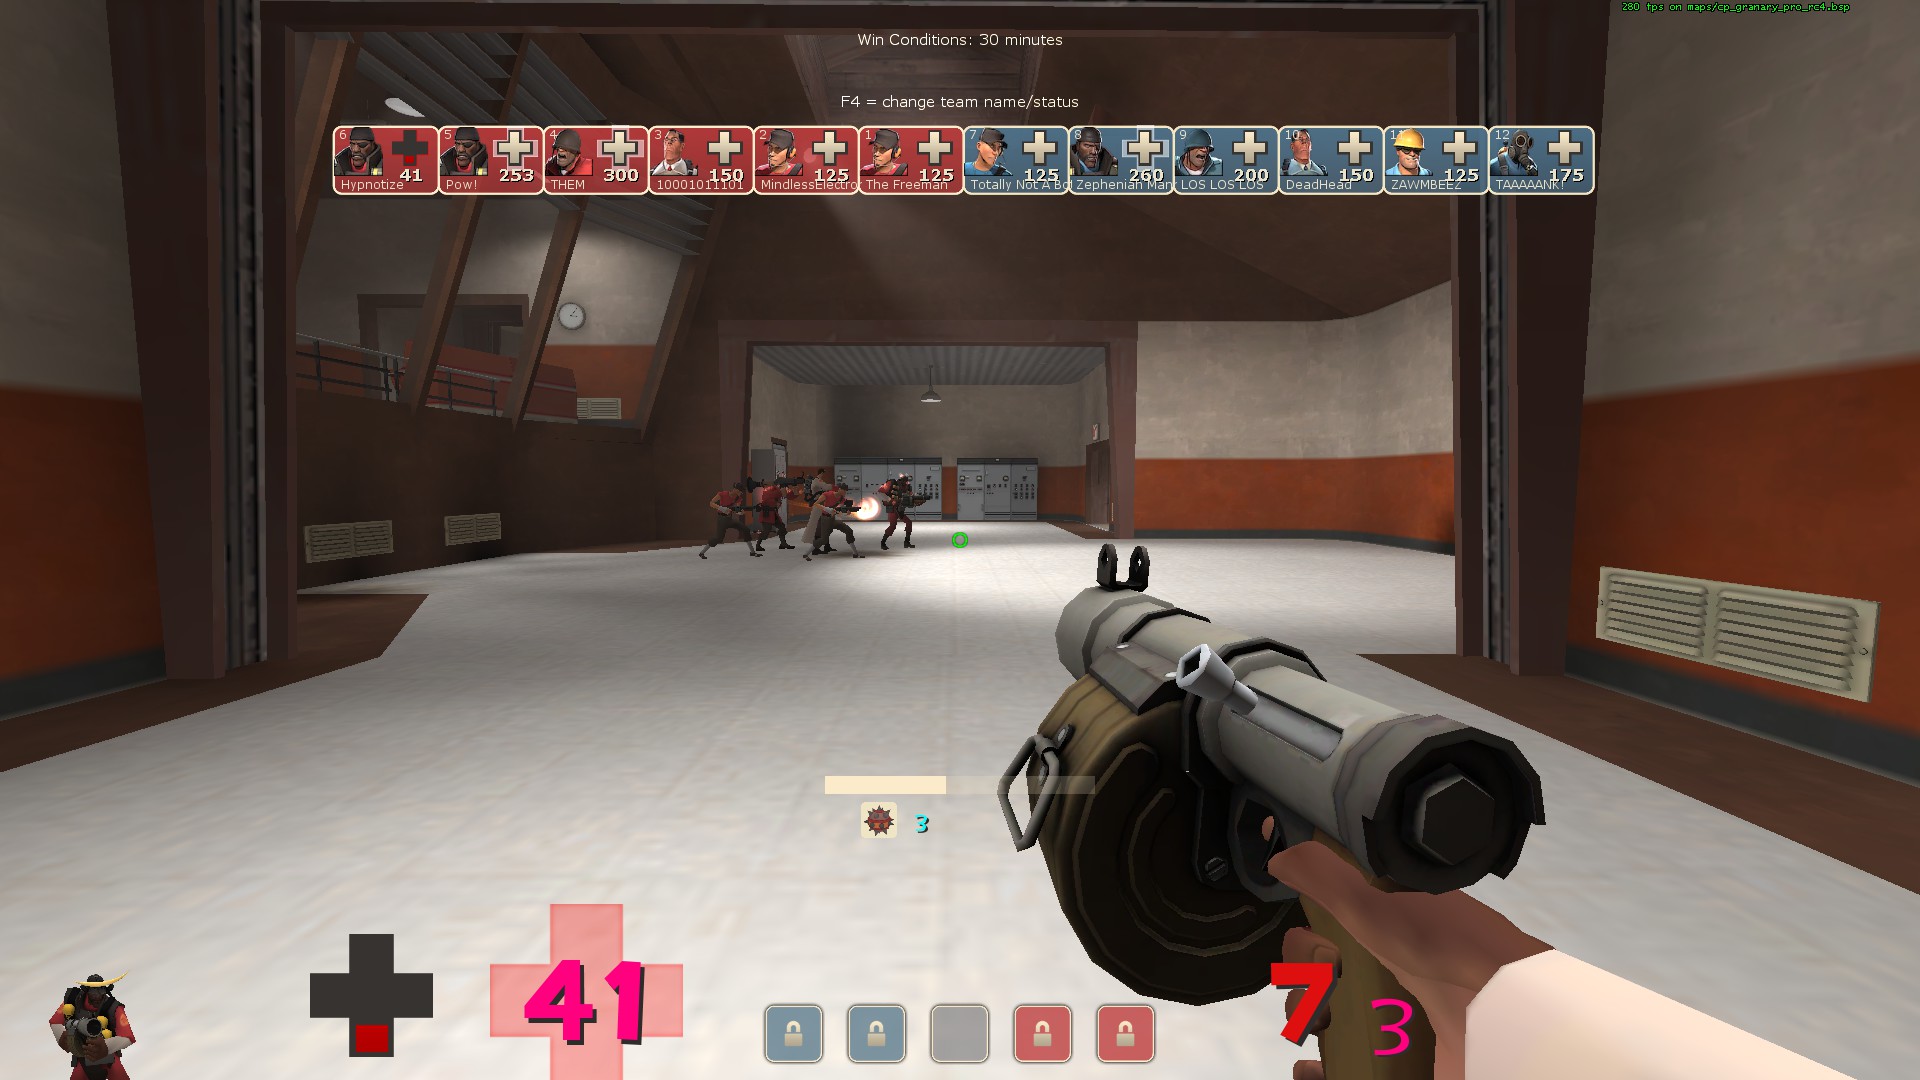 280 fps on maps/cp_granary_pro_rc4.bsp
Win Conditions: 30 minutes
F4 = change team name/status
6 5 4 3 2 1 7 8 9 10 11 12
41 253 300 150 125 125 125 260 200 150 125 175
Hypnotize Pow! THEM 10001011101 MindlessElectro The Freeman Totally Not A Bo Zephenian Man LOS LOS LOS DeadHead ZAWMBEEZ TAAAAANK!
3
41
7 3